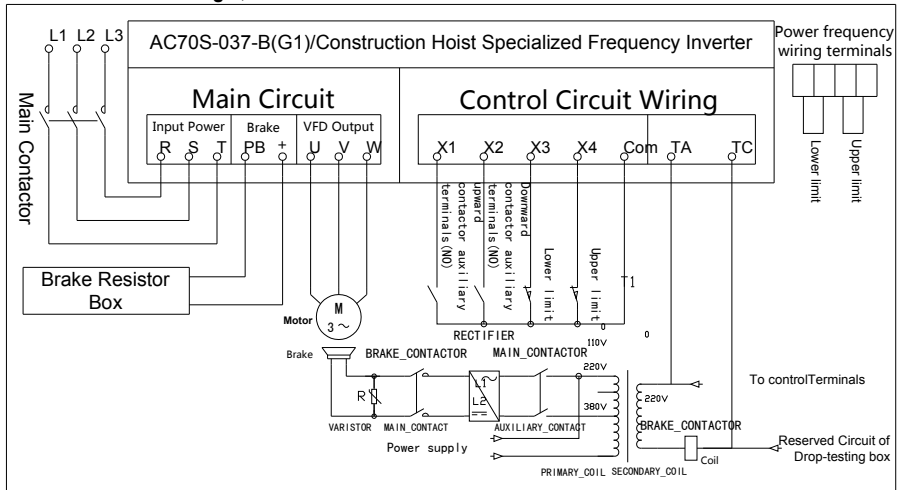 L1 L2 L3
AC70S-037-B(G1)/Construction Hoist Specialized Frequency Inverter
Power frequency
wiring terminals
Main Contactor
Main Circuit
Control Circuit Wiring
Input Power
Brake
VFD Output
R S T PB + U V W
X1 X2 X3 X4 Com TA TC
Lower limit
Upper limit
upward
contactor auxiliary
terminals(NO)
Downward
contactor auxiliary
terminals(NO)
Lower limit
Upper limit
T1
Brake Resistor
Box
Motor
M
3 ~
Brake
RECTIFIER
0
0
110V
BRAKE_CONTACTOR
MAIN_CONTACTOR
220V
R
L1
L2
380V
220V
To controlTerminals
VARISTOR
MAIN_CONTACT
AUXILIARY_CONTACT
BRAKE_CONTACTOR
Power supply
Coil
Reserved Circuit of
Drop-testing box
PRIMARY_COIL
SECONDARY_COIL